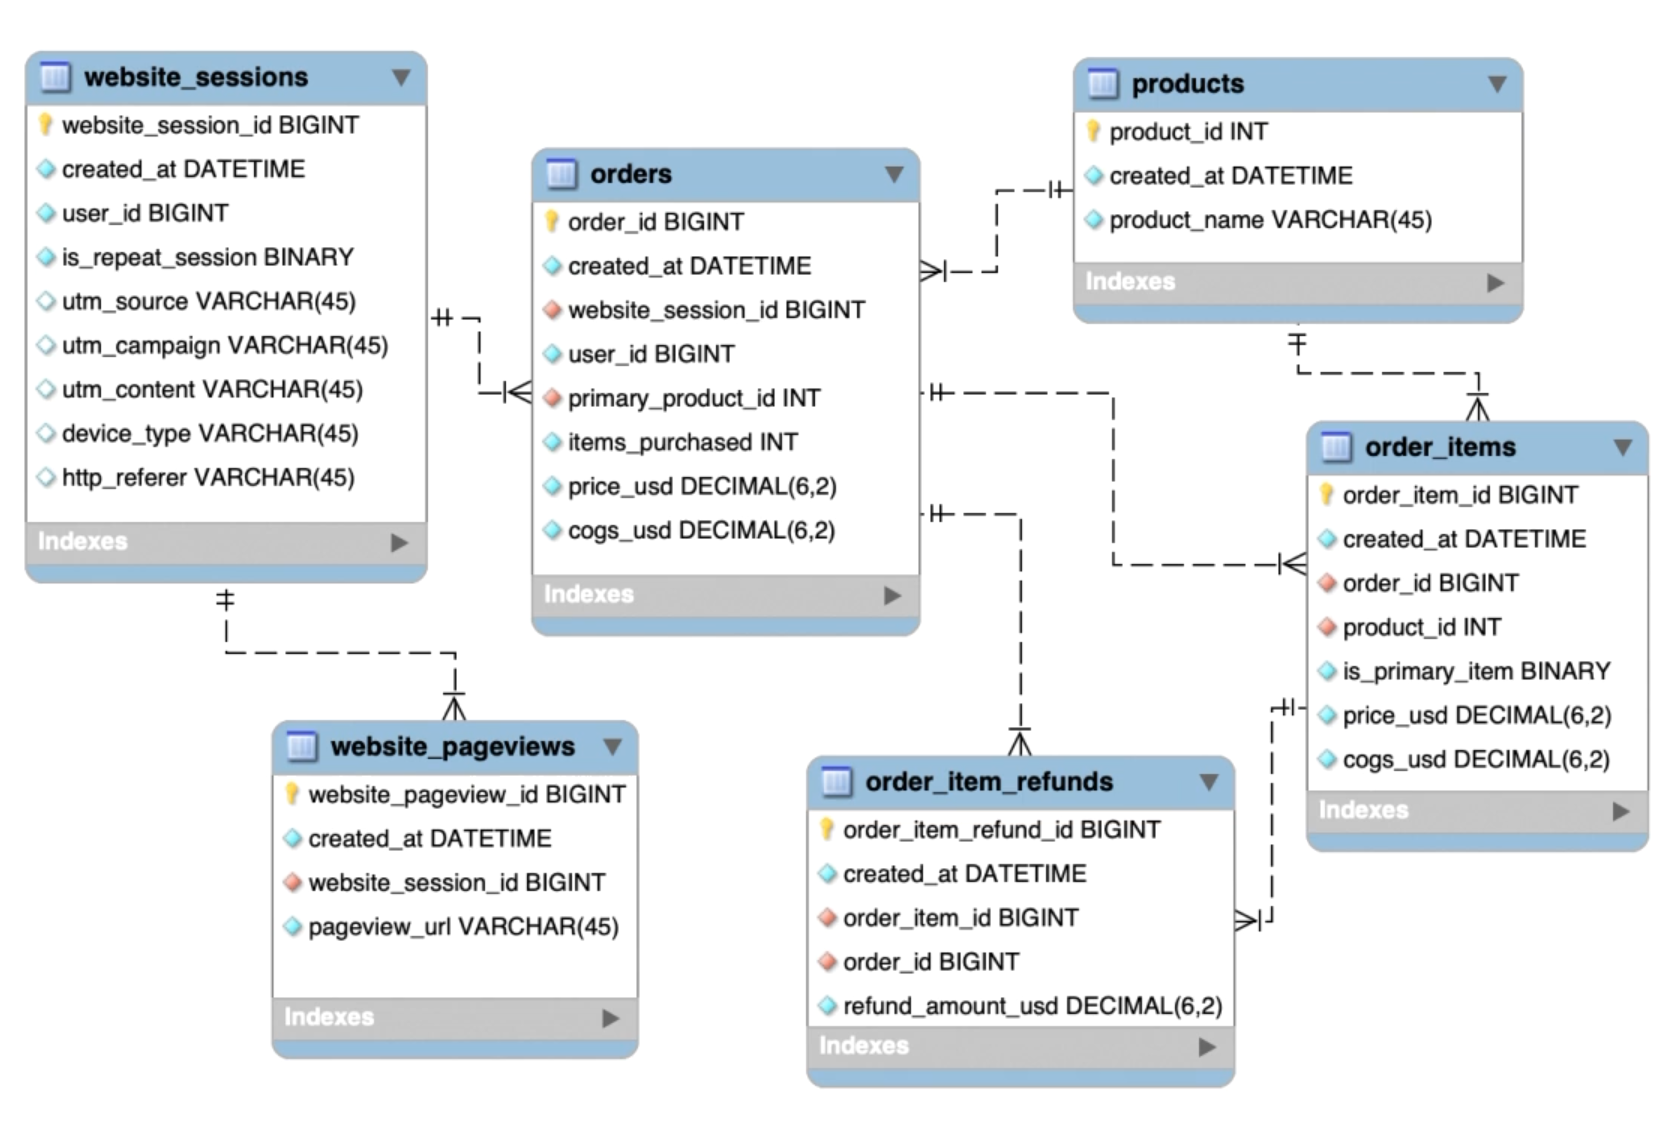 website_sessions
website_session_id BIGINT
created_at DATETIME
user_id BIGINT
is_repeat_session BINARY
utm_source VARCHAR(45)
utm_campaign VARCHAR(45)
utm_content VARCHAR(45)
device_type VARCHAR(45)
http_referer VARCHAR(45)
Indexes
orders
order_id BIGINT
created_at DATETIME
website_session_id BIGINT
user_id BIGINT
primary_product_id INT
items_purchased INT
price_usd DECIMAL(6,2)
cogs_usd DECIMAL(6,2)
Indexes
products
product_id INT
created_at DATETIME
product_name VARCHAR(45)
Indexes
order_items
order_item_id BIGINT
created_at DATETIME
order_id BIGINT
product_id INT
is_primary_item BINARY
price_usd DECIMAL(6,2)
cogs_usd DECIMAL(6,2)
Indexes
website_pageviews
website_pageview_id BIGINT
created_at DATETIME
website_session_id BIGINT
pageview_url VARCHAR(45)
Indexes
order_item_refunds
order_item_refund_id BIGINT
created_at DATETIME
order_item_id BIGINT
order_id BIGINT
refund_amount_usd DECIMAL(6,2)
Indexes